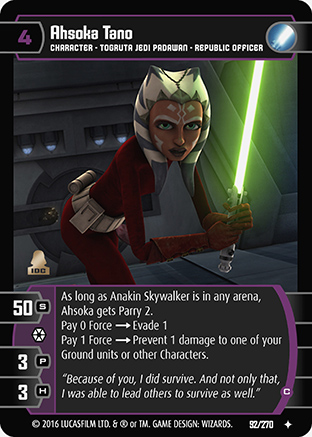 4
Ahsoka Tano
CHARACTER - TOGRUTA JEDI PADAWAN - REPUBLIC OFFICER
IDC
50 S
As long as Anakin Skywalker is in any arena,
Ahsoka gets Parry 2.
Pay 0 Force → Evade 1
Pay 1 Force → Prevent 1 damage to one of your
Ground units or other Characters.
3 P
3 H
“Because of you, I did survive. And not only that,
I was able to lead others to survive as well.”
C
© 2016 LUCASFILM LTD. & ® or TM. GAME DESIGN: WIZARDS. 92/270